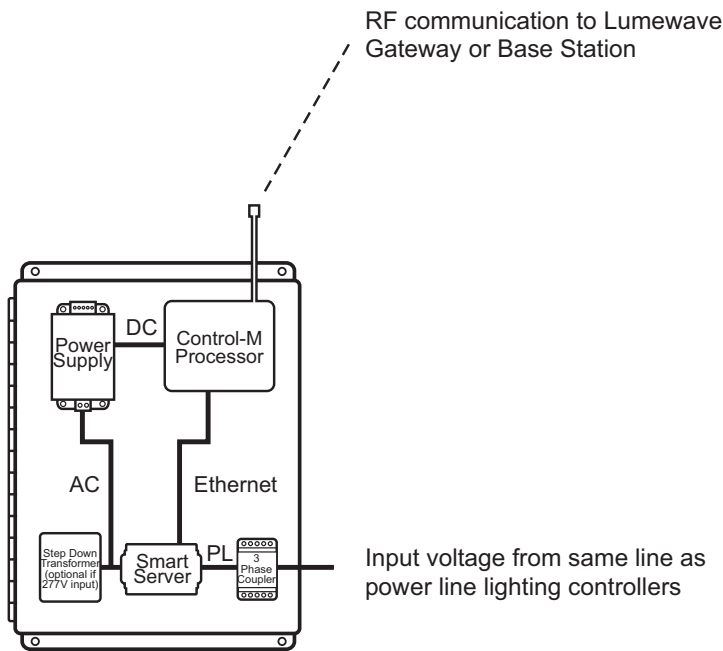 RF communication to Lumewave
Gateway or Base Station
DC
Power
Supply
Control-M
Processor
AC
Ethernet
Step Down
Transformer
(optional if
277V input)
Smart
Server
PL
3
Phase
Coupler
Input voltage from same line as
power line lighting controllers